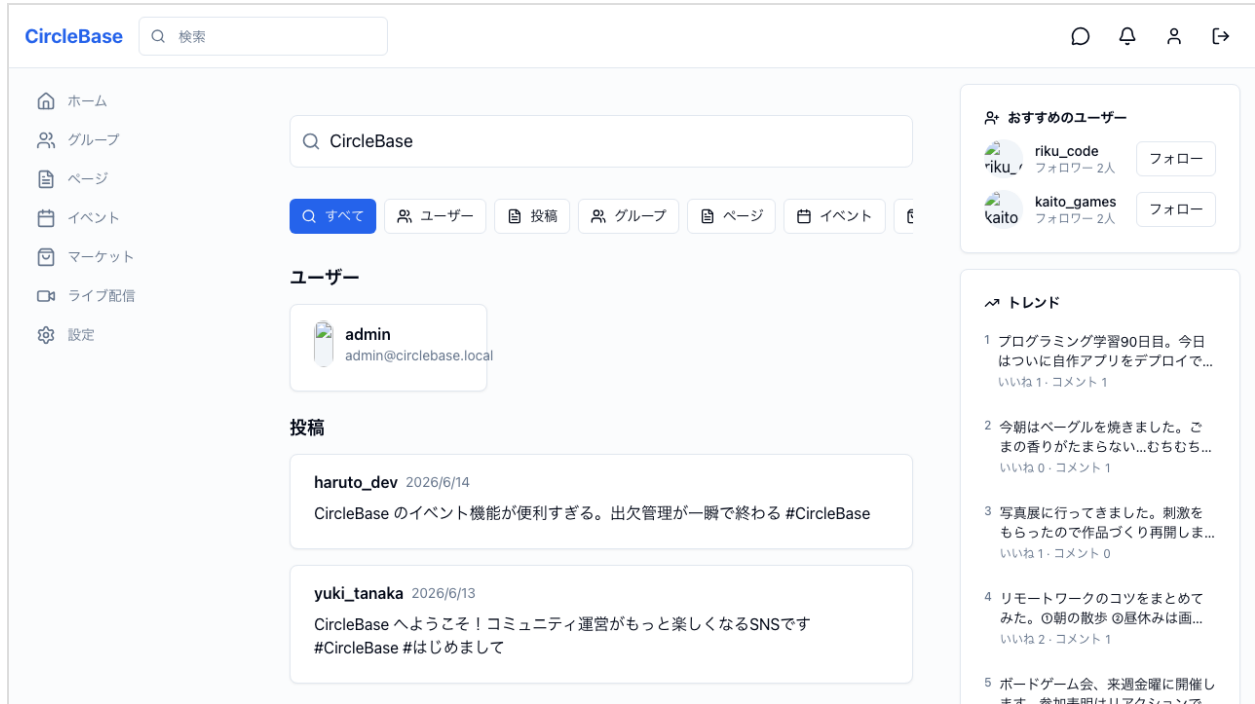 CircleBase
検索
ホーム
グループ
ページ
イベント
マーケット
ライブ配信
設定
CircleBase
すべて
ユーザー
投稿
グループ
ページ
イベント
ユーザー
admin
admin@circlebase.local
投稿
haruto_dev 2026/6/14
CircleBase のイベント機能が便利すぎる。出欠管理が一瞬で終わる #CircleBase
yuki_tanaka 2026/6/13
CircleBase へようこそ！コミュニティ運営がもっと楽しくなるSNSです
#CircleBase #はじめまして
おすすめのユーザー
riku_
riku_code
フォロワー 2人
フォロー
kaito
kaito_games
フォロワー 2人
フォロー
トレンド
1 プログラミング学習90日目。今日
はついに自作アプリをデプロイで…
いいね 1 · コメント 1
2 今朝はベーグルを焼きました。ご
まの香りがたまらない…むちむち…
いいね 0 · コメント 1
3 写真展に行ってきました。刺激を
もらったので作品づくり再開しま…
いいね 1 · コメント 0
4 リモートワークのコツをまとめて
みた。①朝の散歩 ②昼休みは画…
いいね 2 · コメント 1
5 ボードゲーム会、来週金曜に開催し
ます。参加表明はリアクションで